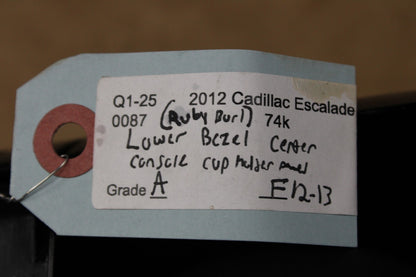 Q1-25 2012 Cadillac Escalade
0087 (Ruby Burl) 74k
Lower Bezel Center
console cup holder panel
Grade A E12-13